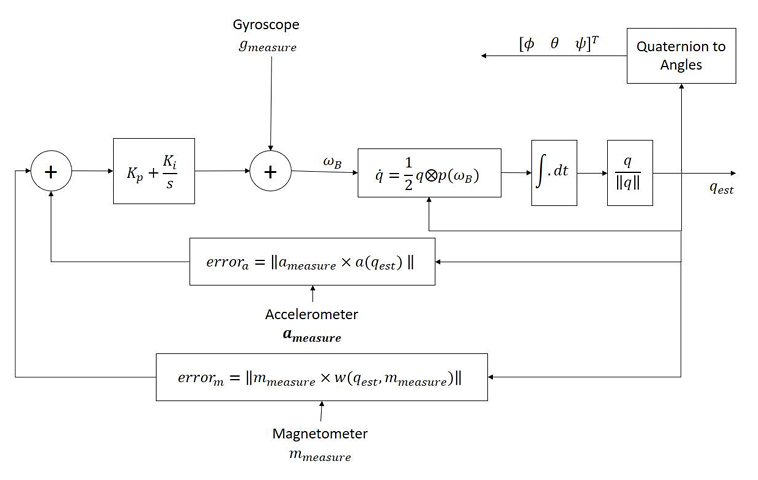 Gyroscope
g_measure
[ϕ θ ψ]^T
Quaternion to
Angles
+
K_p + K_i/s
+
ω_B
q̇ = 1/2 q⊗p(ω_B)
∫.dt
q/‖q‖
q_est
error_a = ‖a_measure × a(q_est) ‖
Accelerometer
a_measure
error_m = ‖m_measure × w(q_est, m_measure)‖
Magnetometer
m_measure